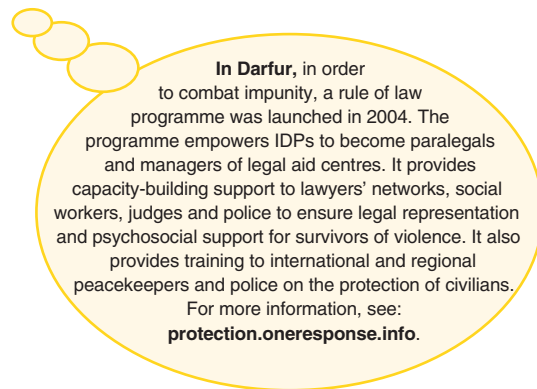 In Darfur, in order
to combat impunity, a rule of law
programme was launched in 2004. The
programme empowers IDPs to become paralegals
and managers of legal aid centres. It provides
capacity-building support to lawyers’ networks, social
workers, judges and police to ensure legal representation
and psychosocial support for survivors of violence. It also
provides training to international and regional
peacekeepers and police on the protection of civilians.
For more information, see:
protection.oneresponse.info.